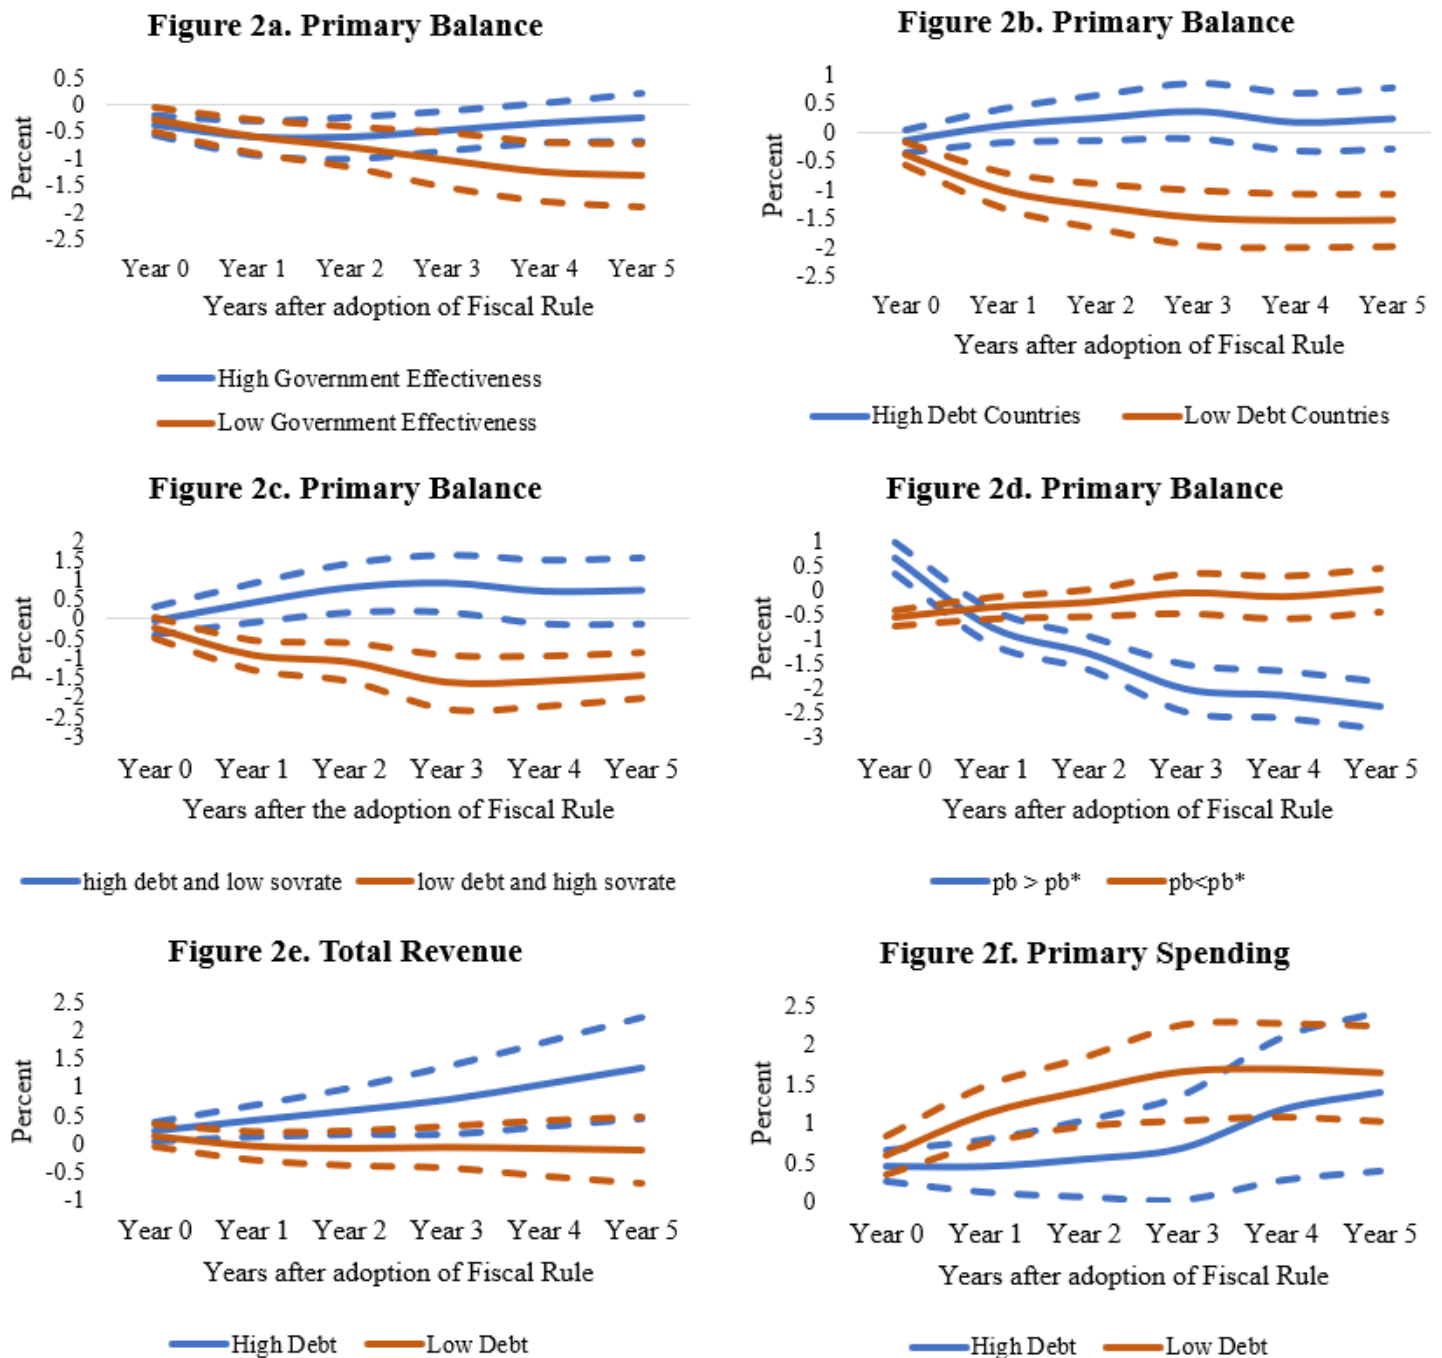 Figure 2a. Primary Balance
0.5
0
-0.5
-1
-1.5
-2
-2.5
Percent
Year 0 Year 1 Year 2 Year 3 Year 4 Year 5
Years after adoption of Fiscal Rule
High Government Effectiveness
Low Government Effectiveness
Figure 2b. Primary Balance
1
0.5
0
-0.5
-1
-1.5
-2
-2.5
Percent
Year 0 Year 1 Year 2 Year 3 Year 4 Year 5
Years after adoption of Fiscal Rule
High Debt Countries Low Debt Countries
Figure 2c. Primary Balance
2
1.5
1
0.5
0
-0.5
-1
-1.5
-2
-2.5
-3
Percent
Year 0 Year 1 Year 2 Year 3 Year 4 Year 5
Years after the adoption of Fiscal Rule
high debt and low sovrate low debt and high sovrate
Figure 2d. Primary Balance
1
0.5
0
-0.5
-1
-1.5
-2
-2.5
-3
Percent
Year 0 Year 1 Year 2 Year 3 Year 4 Year 5
Years after adoption of Fiscal Rule
pb > pb* pb<pb*
Figure 2e. Total Revenue
2.5
2
1.5
1
0.5
0
-0.5
-1
Percent
Year 0 Year 1 Year 2 Year 3 Year 4 Year 5
Years after adoption of Fiscal Rule
High Debt Low Debt
Figure 2f. Primary Spending
2.5
2
1.5
1
0.5
0
Percent
Year 0 Year 1 Year 2 Year 3 Year 4 Year 5
Years after adoption of Fiscal Rule
High Debt Low Debt